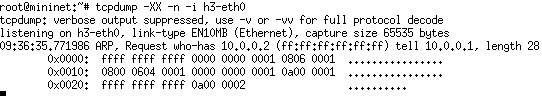 root@mininet:~# tcpdump -XX -n -i h3-eth0
tcpdump: verbose output suppressed, use -v or -vv for full protocol decode
listening on h3-eth0, link-type EN10MB (Ethernet), capture size 65535 bytes
09:36:35.771986 ARP, Request who-has 10.0.0.2 (ff:ff:ff:ff:ff:ff) tell 10.0.0.1, length 28
0x0000:  ffff ffff ffff 0000 0000 0001 0806 0001  ................
0x0010:  0800 0604 0001 0000 0000 0001 0a00 0001  ................
0x0020:  ffff ffff ffff 0a00 0002                 ..........